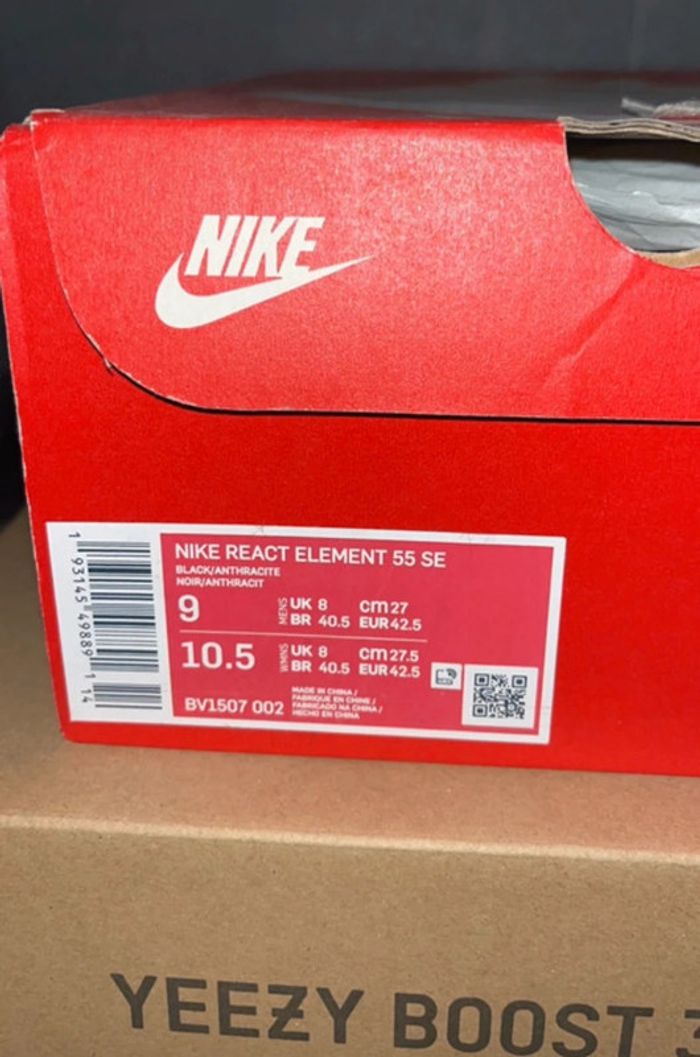 NIKE
NIKE REACT ELEMENT 55 SE
BLACK/ANTHRACITE
NOIR/ANTHRACIT
9 MENS UK 8 cm 27
BR 40.5 EUR 42.5
10.5 WMNS UK 8 cm 27.5
BR 40.5 EUR 42.5
BV1507 002
MADE IN CHINA /
FABRIQUE EN CHINE /
FABRICADO NA CHINA /
HECHO EN CHINA
1 93145 49889 1 14
YEEZY BOOST